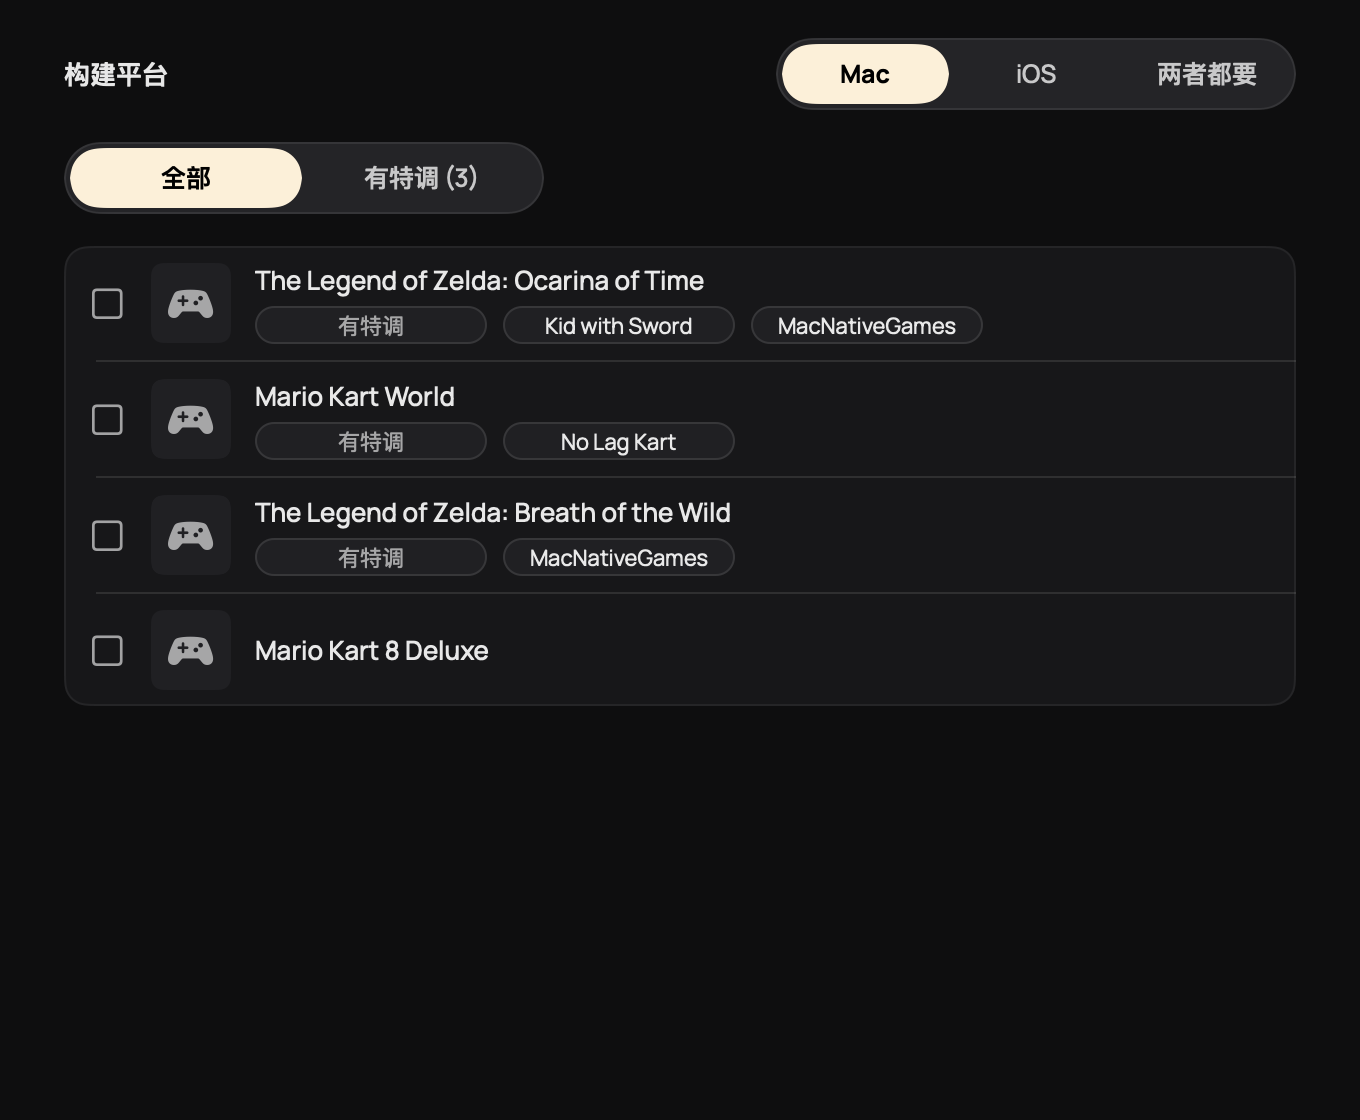 构建平台
Mac
iOS
两者都要
全部
有特调 (3)
The Legend of Zelda: Ocarina of Time
有特调
Kid with Sword
MacNativeGames
Mario Kart World
有特调
No Lag Kart
The Legend of Zelda: Breath of the Wild
有特调
MacNativeGames
Mario Kart 8 Deluxe